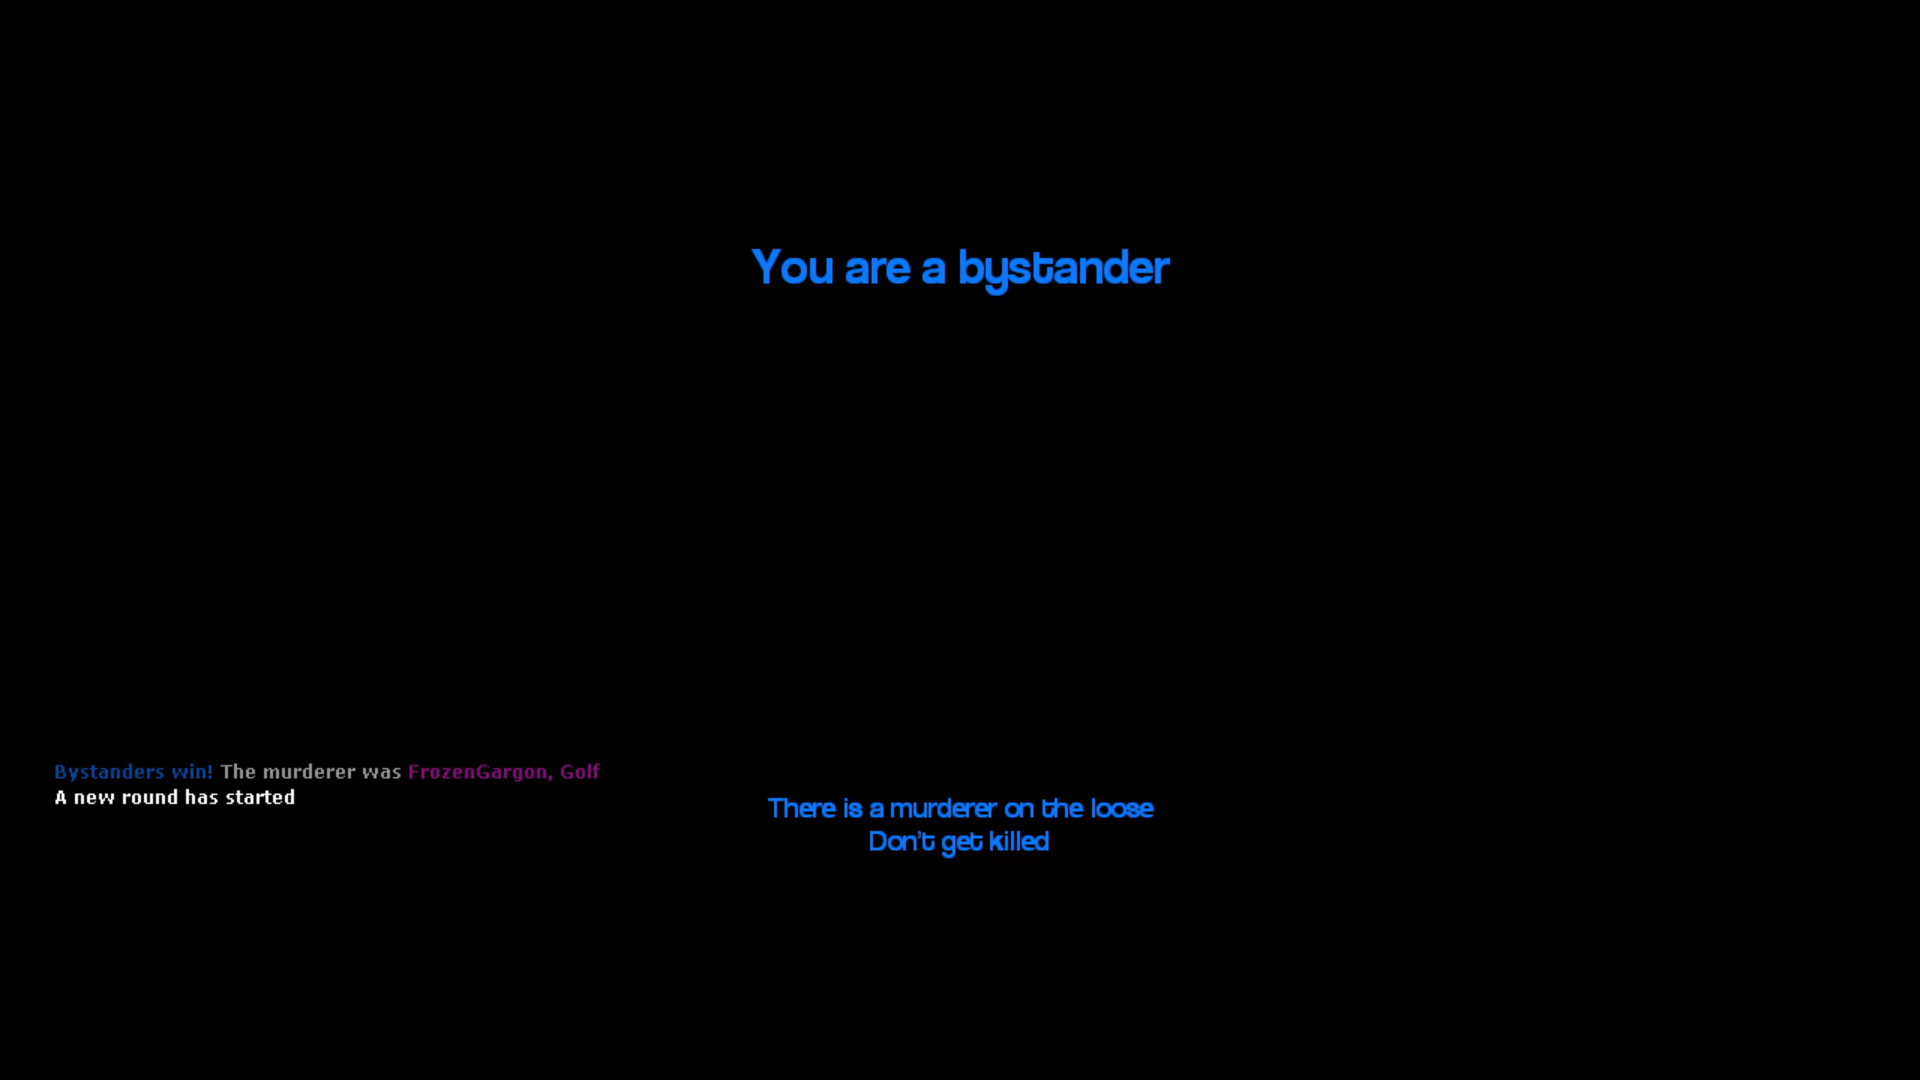 You are a bystander
Bystanders win! The murderer was FrozenGargon, Golf
A new round has started
There is a murderer on the loose
Don't get killed